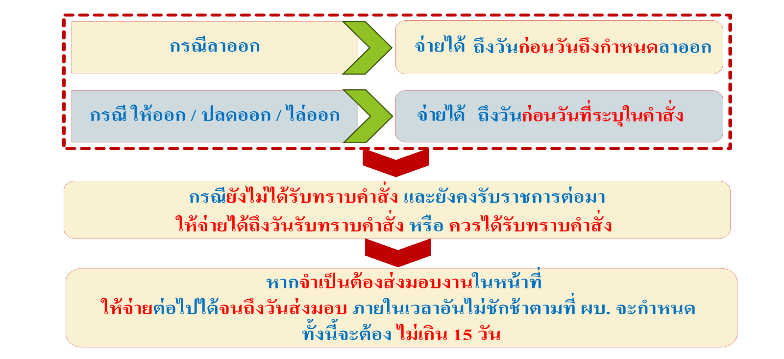 กรณีลาออก
จ่ายได้ ถึงวันก่อนวันถึงกำหนดลาออก
กรณี ให้ออก / ปลดออก / ไล่ออก
จ่ายได้ ถึงวันก่อนวันที่ระบุในคำสั่ง
กรณียังไม่ได้รับทราบคำสั่ง และยังคงรับราชการต่อมา
ให้จ่ายได้ถึงวันรับทราบคำสั่ง หรือ ควรได้รับทราบคำสั่ง
หากจำเป็นต้องส่งมอบงานในหน้าที่
ให้จ่ายต่อไปได้จนถึงวันส่งมอบ ภายในเวลาอันไม่ชักช้าตามที่ ผบ. จะกำหนด
ทั้งนี้จะต้อง ไม่เกิน 15 วัน